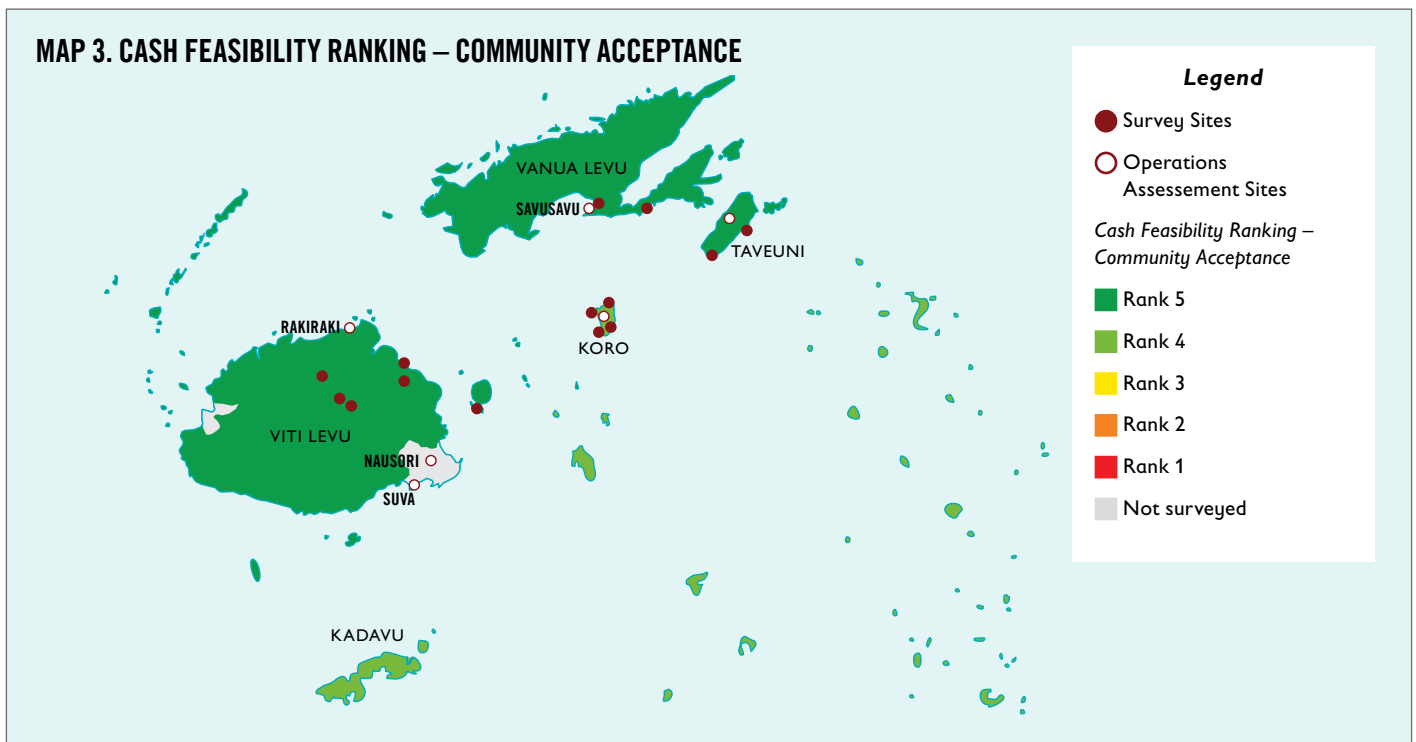 MAP 3. CASH FEASIBILITY RANKING – COMMUNITY ACCEPTANCE
VANUA LEVU
SAVUSAVU
TAVEUNI
RAKIRAKI
KORO
VITI LEVU
NAUSORI
SUVA
KADAVU
Legend
Survey Sites
Operations
Assessement Sites
Cash Feasibility Ranking –
Community Acceptance
Rank 5
Rank 4
Rank 3
Rank 2
Rank 1
Not surveyed